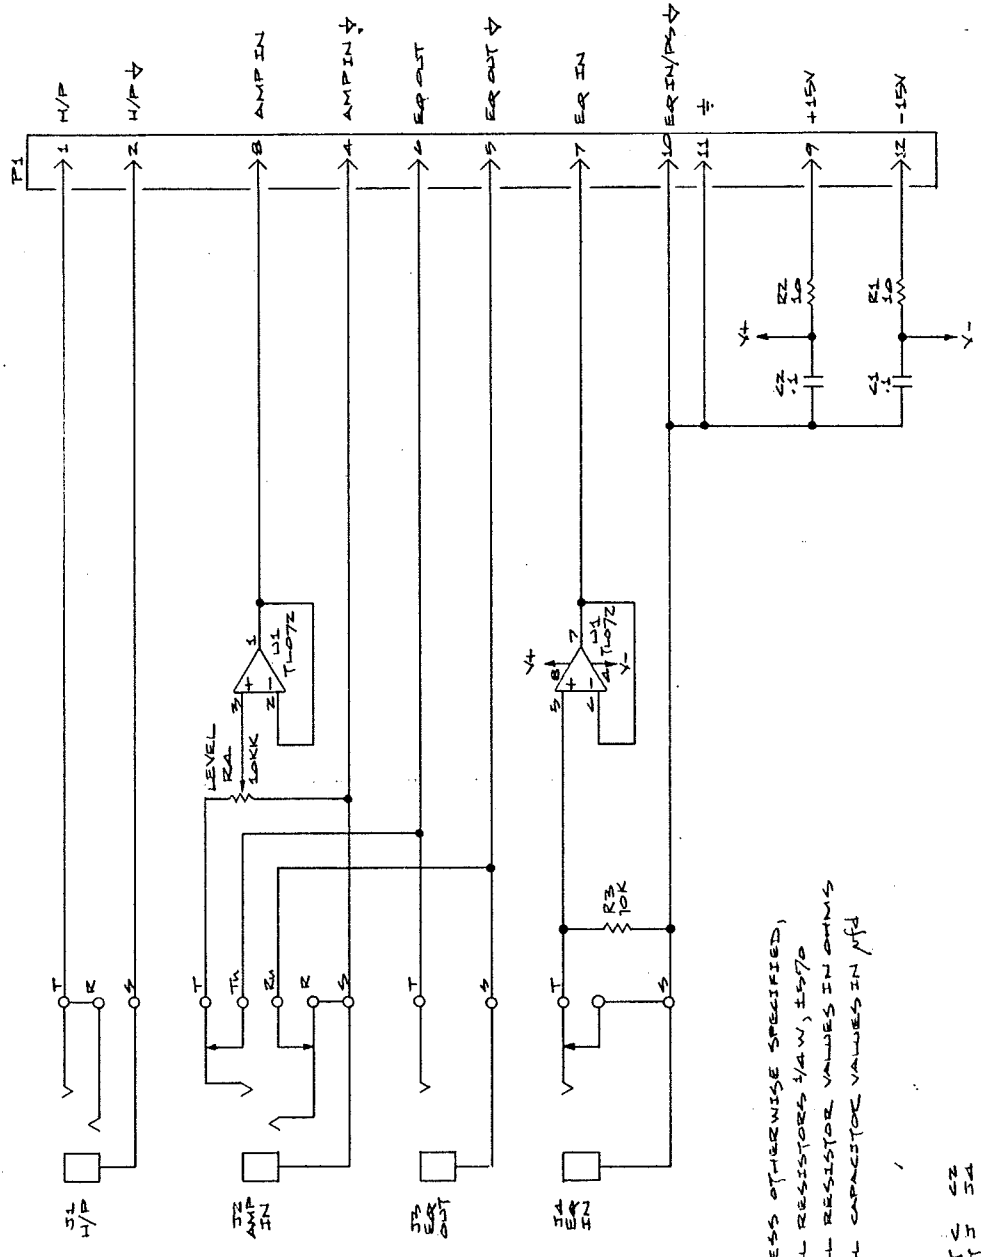 P1
1 H/P
2 H/P
8 AMP IN
4 AMP IN
6 EQ OUT
5 EQ OUT
7 EQ IN
10 EQ IN/PS
11
9 +15V
12 -15V
R2
10
R1
10
V+
V-
C2
.1
C1
.1
LEVEL
R4
10KK
3
+
2
-
1
U1
TL072
V+
8
5
+
6
-
4
V-
7
U1
TL072
R3
10K
T
R
S
T
Tn
Rn
R
S
T
S
T
S
J1
H/P
J2
AMP
IN
J3
EQ
OUT
J4
EQ
IN
ESS OTHERWISE SPECIFIED,
L RESISTORS 1/4 W, ±5%
L RESISTOR VALUES IN OHMS
L CAPACITOR VALUES IN µfd
T C C2
T J J4